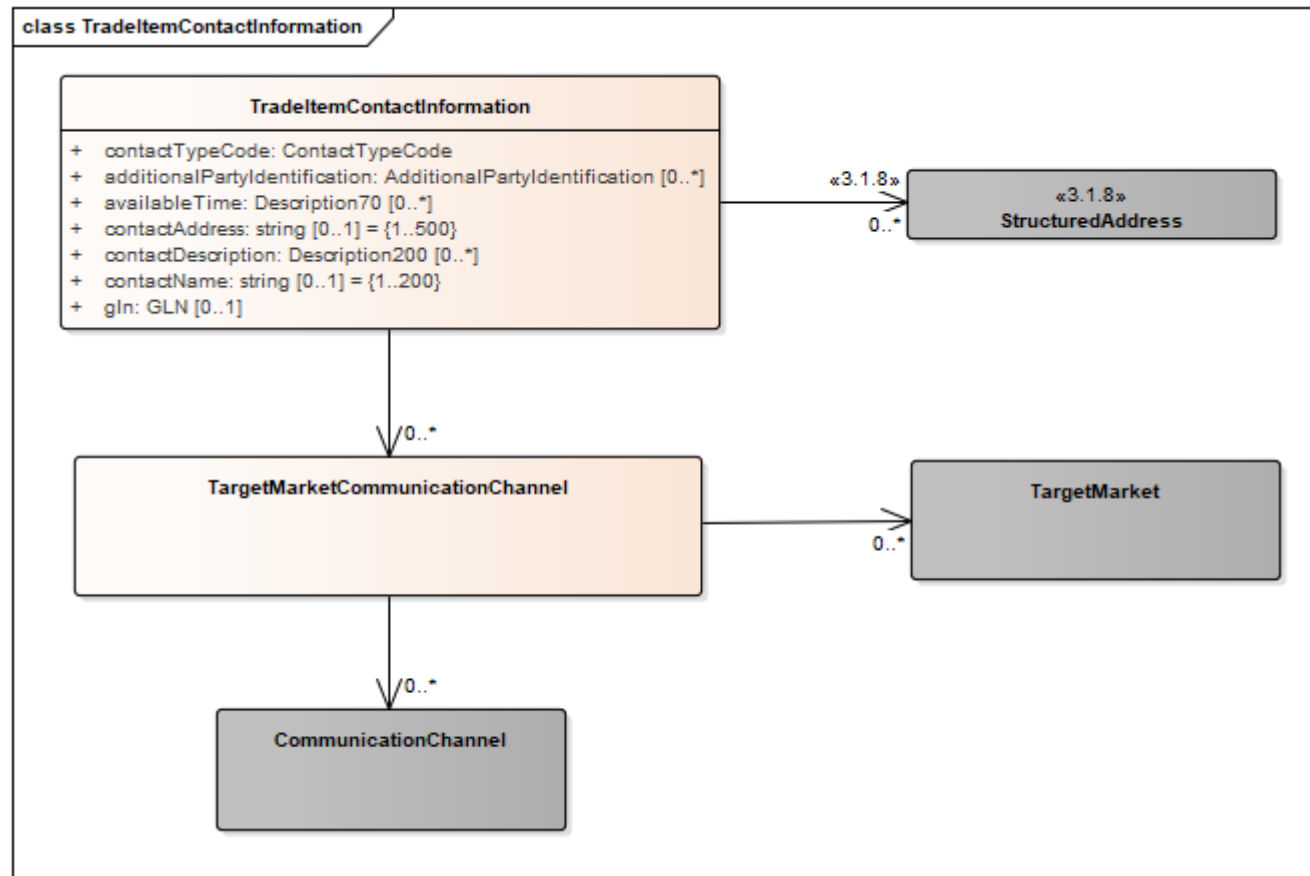 class TradeItemContactInformation
TradeItemContactInformation
+ contactTypeCode: ContactTypeCode
+ additionalPartyIdentification: AdditionalPartyIdentification [0..*]
+ availableTime: Description70 [0..*]
+ contactAddress: string [0..1] = {1..500}
+ contactDescription: Description200 [0..*]
+ contactName: string [0..1] = {1..200}
+ gln: GLN [0..1]
«3.1.8»
0..*
«3.1.8»
StructuredAddress
0..*
TargetMarketCommunicationChannel
0..*
TargetMarket
0..*
CommunicationChannel